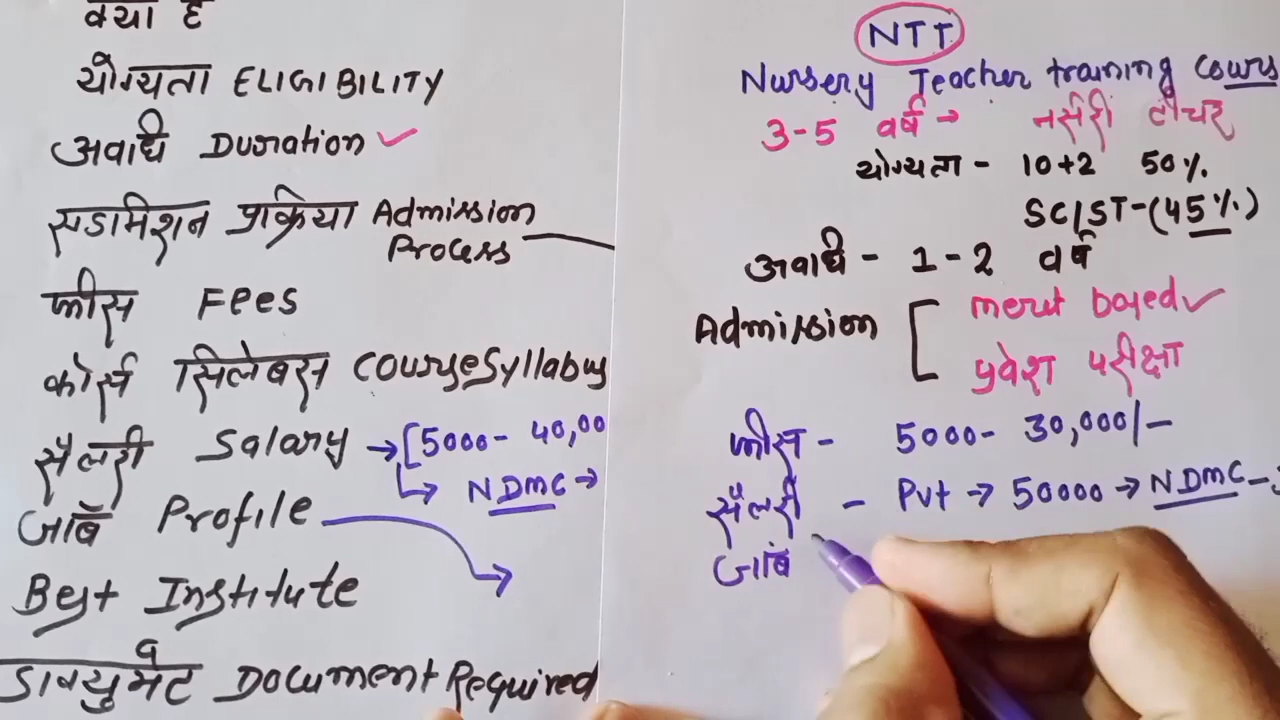 क्या है
योग्यता ELIGIBILITY
अवधि Duration
एडमिशन प्रक्रिया Admission
Process
फीस Fees
कोर्स सिलेबस Course Syllabus
सैलरी Salary → [5000- 40,00
→ NDMC →
जॉब Profile
Best Institute
डाक्युमेंट Document Required
NTT
Nursery Teacher training Cours
3-5 वर्ष → नर्सरी टीचर
योग्यता - 10+2 50%.
SC/ST-(45%)
अवधि - 1-2 वर्ष
Admission [ merit based ✓
प्रवेश परीक्षा
फीस - 5000- 30,000/-
सैलरी - Pvt → 50000 → NDMC -
जॉब